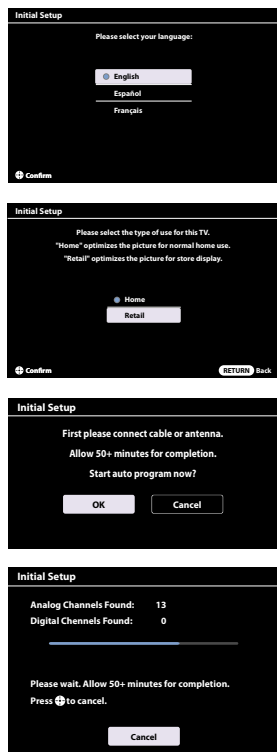 Initial Setup
Please select your language:
English
Español
Français
Confirm
Initial Setup
Please select the type of use for this TV.
"Home" optimizes the picture for normal home use.
"Retail" optimizes the picture for store display.
Home
Retail
Confirm RETURN Back
Initial Setup
First please connect cable or antenna.
Allow 50+ minutes for completion.
Start auto program now?
OK Cancel
Initial Setup
Analog Channels Found: 13
Digital Chennels Found: 0
Please wait. Allow 50+ minutes for completion.
Press to cancel.
Cancel